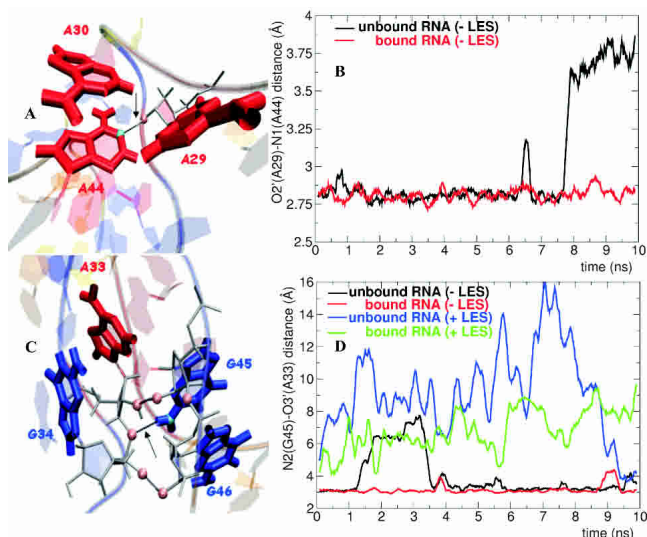 A30
A
A29
A44
4
3.75
3.5
3.25
3
2.75
2.5
O2'(A29)-N1(A44) distance (Å)
unbound RNA (- LES)
bound RNA (- LES)
B
0 1 2 3 4 5 6 7 8 9 10
time (ns)
A33
C
G45
G34
G46
16
14
12
10
8
6
4
2
N2(G45)-O3'(A33) distance (Å)
unbound RNA (- LES)
bound RNA (- LES)
unbound RNA (+ LES)
bound RNA (+ LES)
D
0 1 2 3 4 5 6 7 8 9 10
time (ns)